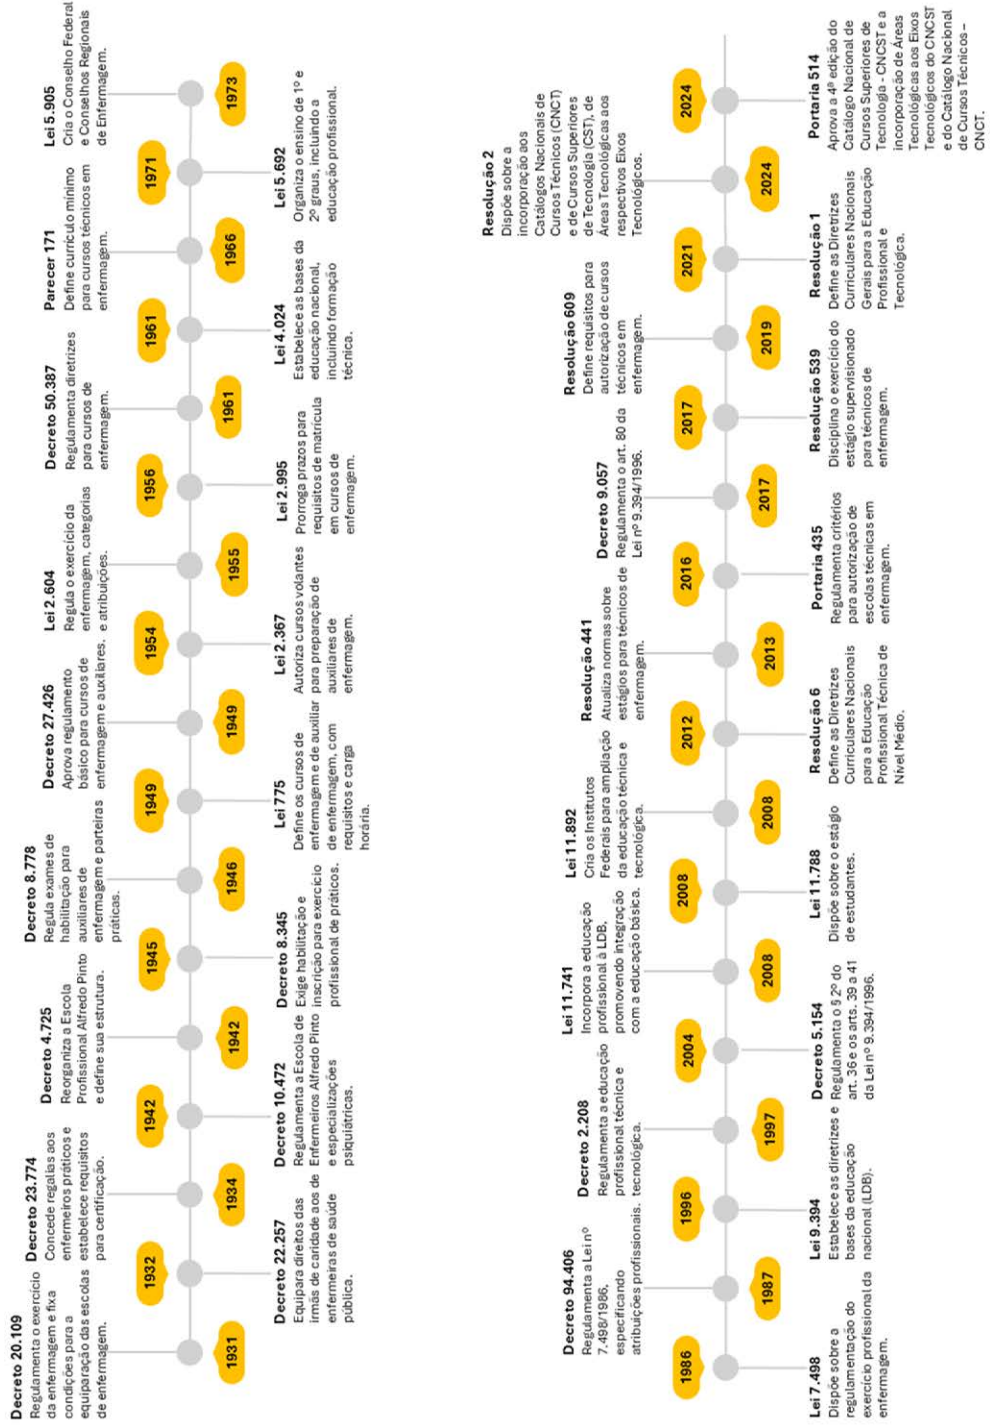 Decreto 20.109
Regulamenta o exercício
da enfermagem e fixa
condições para a
equiparação das escolas
de enfermagem.
1931
1932
Decreto 22.257
Equipara direitos das
irmãs de caridade aos de
enfermeiras de saúde
pública.
Decreto 23.774
Concede regalias aos
enfermeiros práticos e
estabelece requisitos
para certificação.
1934
1942
Decreto 10.472
Regulamenta a Escola de
Enfermeiros Alfredo Pinto
e especializações
psiquiátricas.
Decreto 4.725
Reorganiza a Escola
Profissional Alfredo Pinto
e define sua estrutura.
1942
1945
Decreto 8.345
Exige habilitação e
inscrição para exercício
profissional de práticos.
Decreto 8.778
Regula exames de
habilitação para
auxiliares de
enfermagem e parteiras
práticas.
1946
1949
Lei 775
Define os cursos de
enfermagem e de auxiliar
de enfermagem, com
requisitos e carga
horária.
Decreto 27.426
Aprova regulamento
básico para cursos de
enfermagem e auxiliares.
1949
1954
Lei 2.367
Autoriza cursos volantes
para preparação de
auxiliares de
enfermagem.
Lei 2.604
Regula o exercício da
enfermagem, categorias
e atribuições.
1955
1956
Lei 2.995
Prorroga prazos para
requisitos de matrícula
em cursos de
enfermagem.
Decreto 50.387
Regulamenta diretrizes
para cursos de
enfermagem.
1961
1961
Lei 4.024
Estabelece as bases da
educação nacional,
incluindo formação
técnica.
Parecer 171
Define currículo mínimo
para cursos técnicos em
enfermagem.
1966
1971
Lei 5.692
Organiza o ensino de 1º e
2º graus, incluindo a
educação profissional.
Lei 5.905
Cria o Conselho Federal
e Conselhos Regionais
de Enfermagem.
1973
1986
Lei 7.498
Dispõe sobre a
regulamentação do
exercício profissional da
enfermagem.
Decreto 94.406
Regulamenta a Lei nº
7.498/1986,
especificando
atribuições profissionais.
1987
1996
Lei 9.394
Estabelece as diretrizes e
bases da educação
nacional (LDB).
Decreto 2.208
Regulamenta a educação
profissional técnica e
tecnológica.
1997
2004
Decreto 5.154
Regulamenta o § 2º do
art. 36 e os arts. 39 a 41
da Lei nº 9.394/1996.
Lei 11.741
Incorpora a educação
profissional à LDB,
promovendo integração
com a educação básica.
2008
2008
Lei 11.788
Dispõe sobre o estágio
de estudantes.
Lei 11.892
Cria os Institutos
Federais para ampliação
da educação técnica e
tecnológica.
2008
2012
Resolução 6
Define as Diretrizes
Curriculares Nacionais
para a Educação
Profissional Técnica de
Nível Médio.
Resolução 441
Atualiza normas sobre
estágios para técnicos de
enfermagem.
2013
2016
Portaria 435
Regulamenta critérios
para autorização de
escolas técnicas em
enfermagem.
Decreto 9.057
Regulamenta o art. 80 da
Lei nº 9.394/1996.
2017
2017
Resolução 539
Disciplina o exercício do
estágio supervisionado
para técnicos de
enfermagem.
Resolução 609
Define requisitos para
autorização de cursos
técnicos em
enfermagem.
2019
2021
Resolução 1
Define as Diretrizes
Curriculares Nacionais
Gerais para a Educação
Profissional e
Tecnológica.
Resolução 2
Dispõe sobre a
incorporação aos
Catálogos Nacionais de
Cursos Técnicos (CNCT)
e de Cursos Superiores
de Tecnologia (CST), de
Áreas Tecnológicas aos
respectivos Eixos
Tecnológicos.
2024
2024
Portaria 514
Aprova a 4ª edição do
Catálogo Nacional de
Cursos Superiores de
Tecnologia - CNCST e a
incorporação de Áreas
Tecnológicas aos Eixos
Tecnológicos do CNCST
e do Catálogo Nacional
de Cursos Técnicos –
CNCT.